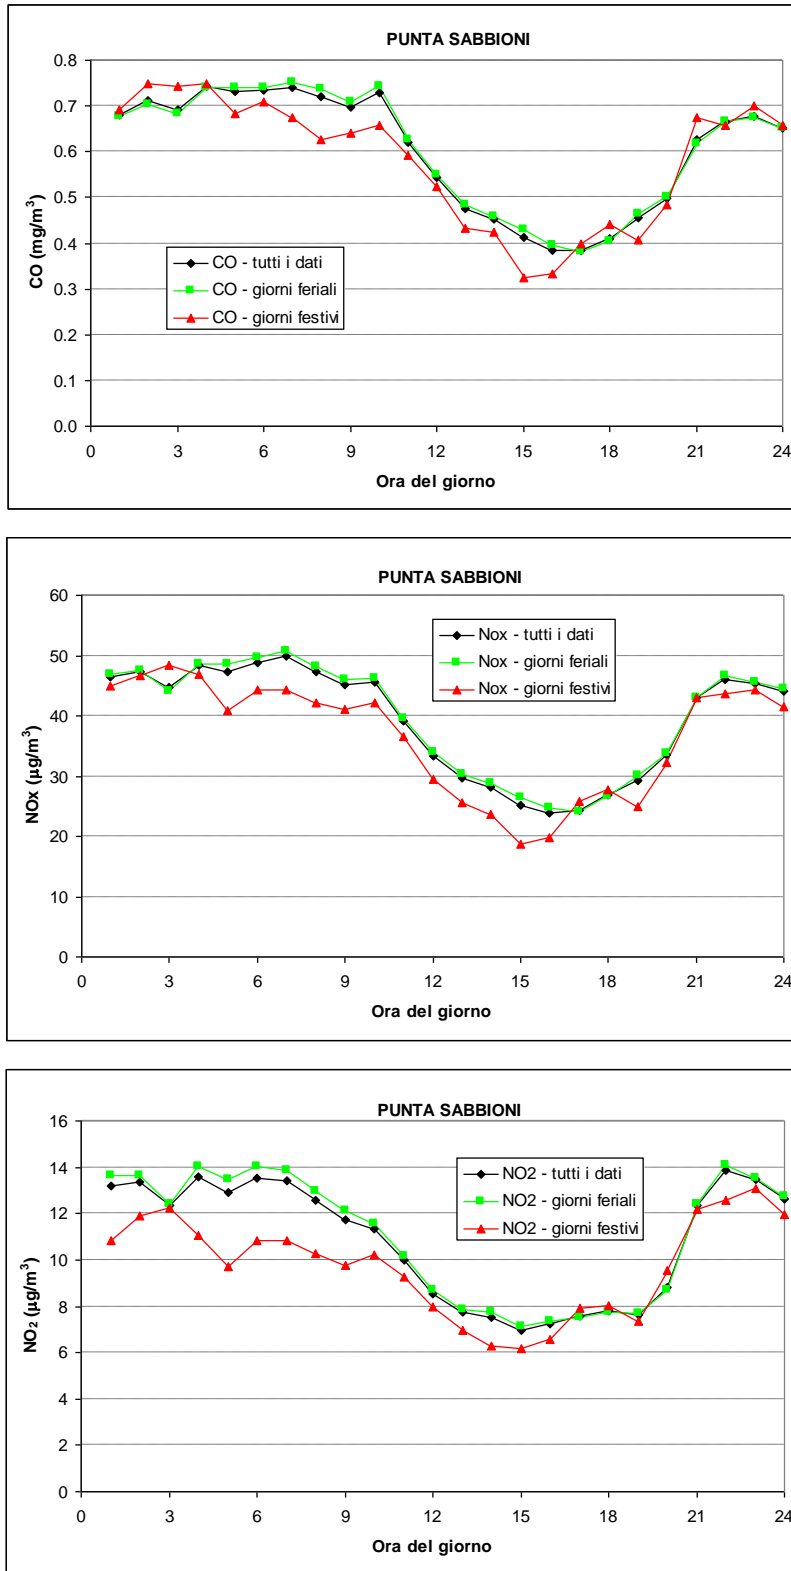 PUNTA SABBIONI
0.8
0.7
0.6
0.5
0.4
0.3
0.2
0.1
0.0
CO (mg/m³)
CO - tutti i dati
CO - giorni feriali
CO - giorni festivi
0 3 6 9 12 15 18 21 24
Ora del giorno
PUNTA SABBIONI
60
50
40
30
20
10
0
NOx (µg/m³)
Nox - tutti i dati
Nox - giorni feriali
Nox - giorni festivi
0 3 6 9 12 15 18 21 24
Ora del giorno
PUNTA SABBIONI
16
14
12
10
8
6
4
2
0
NO₂ (µg/m³)
NO2 - tutti i dati
NO2 - giorni feriali
NO2 - giorni festivi
0 3 6 9 12 15 18 21 24
Ora del giorno